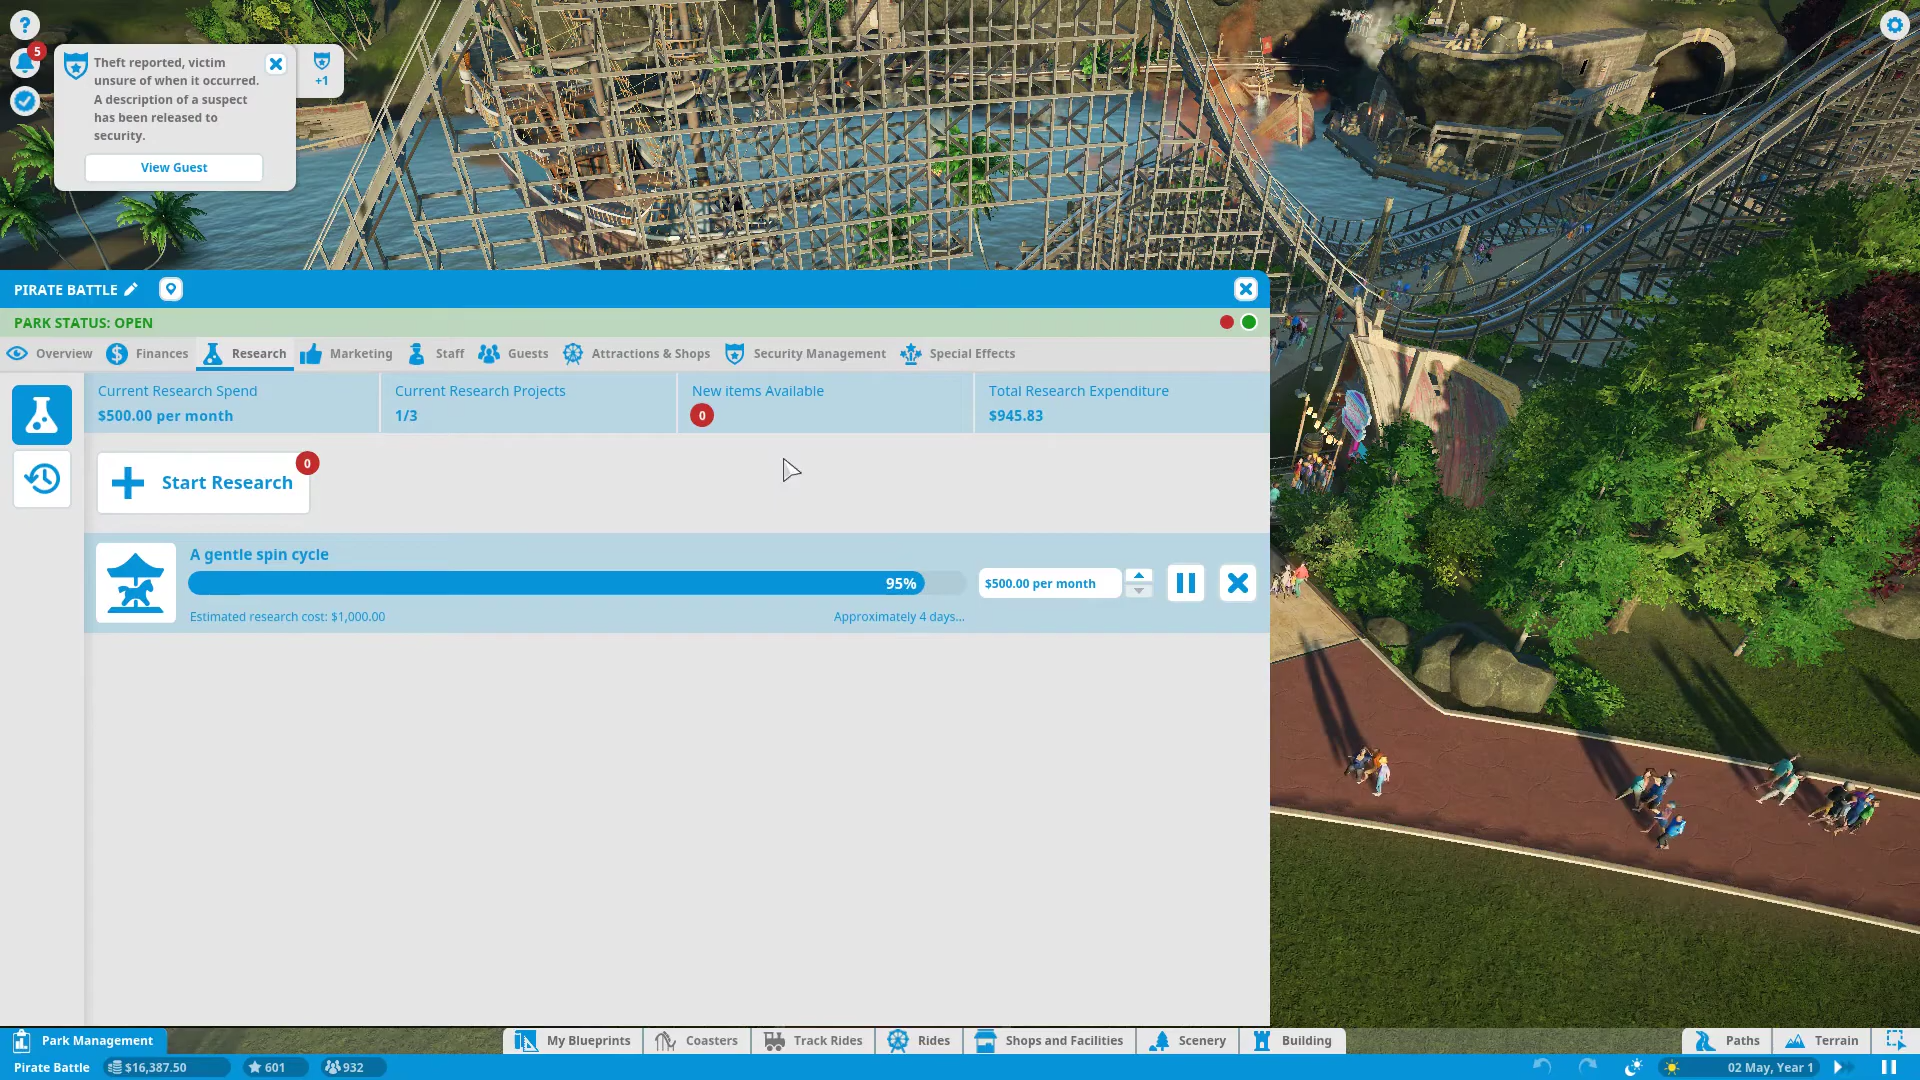 ?
5
Theft reported, victim
unsure of when it occurred.
A description of a suspect
has been released to
security.
View Guest
+1
PIRATE BATTLE
PARK STATUS: OPEN
Overview
Finances
Research
Marketing
Staff
Guests
Attractions & Shops
Security Management
Special Effects
Current Research Spend
$500.00 per month
Current Research Projects
1/3
New items Available
0
Total Research Expenditure
$945.83
Start Research
0
A gentle spin cycle
95%
$500.00 per month
Estimated research cost: $1,000.00
Approximately 4 days...
Park Management
My Blueprints
Coasters
Track Rides
Rides
Shops and Facilities
Scenery
Building
Paths
Terrain
Pirate Battle
$16,387.50
601
932
02 May, Year 1